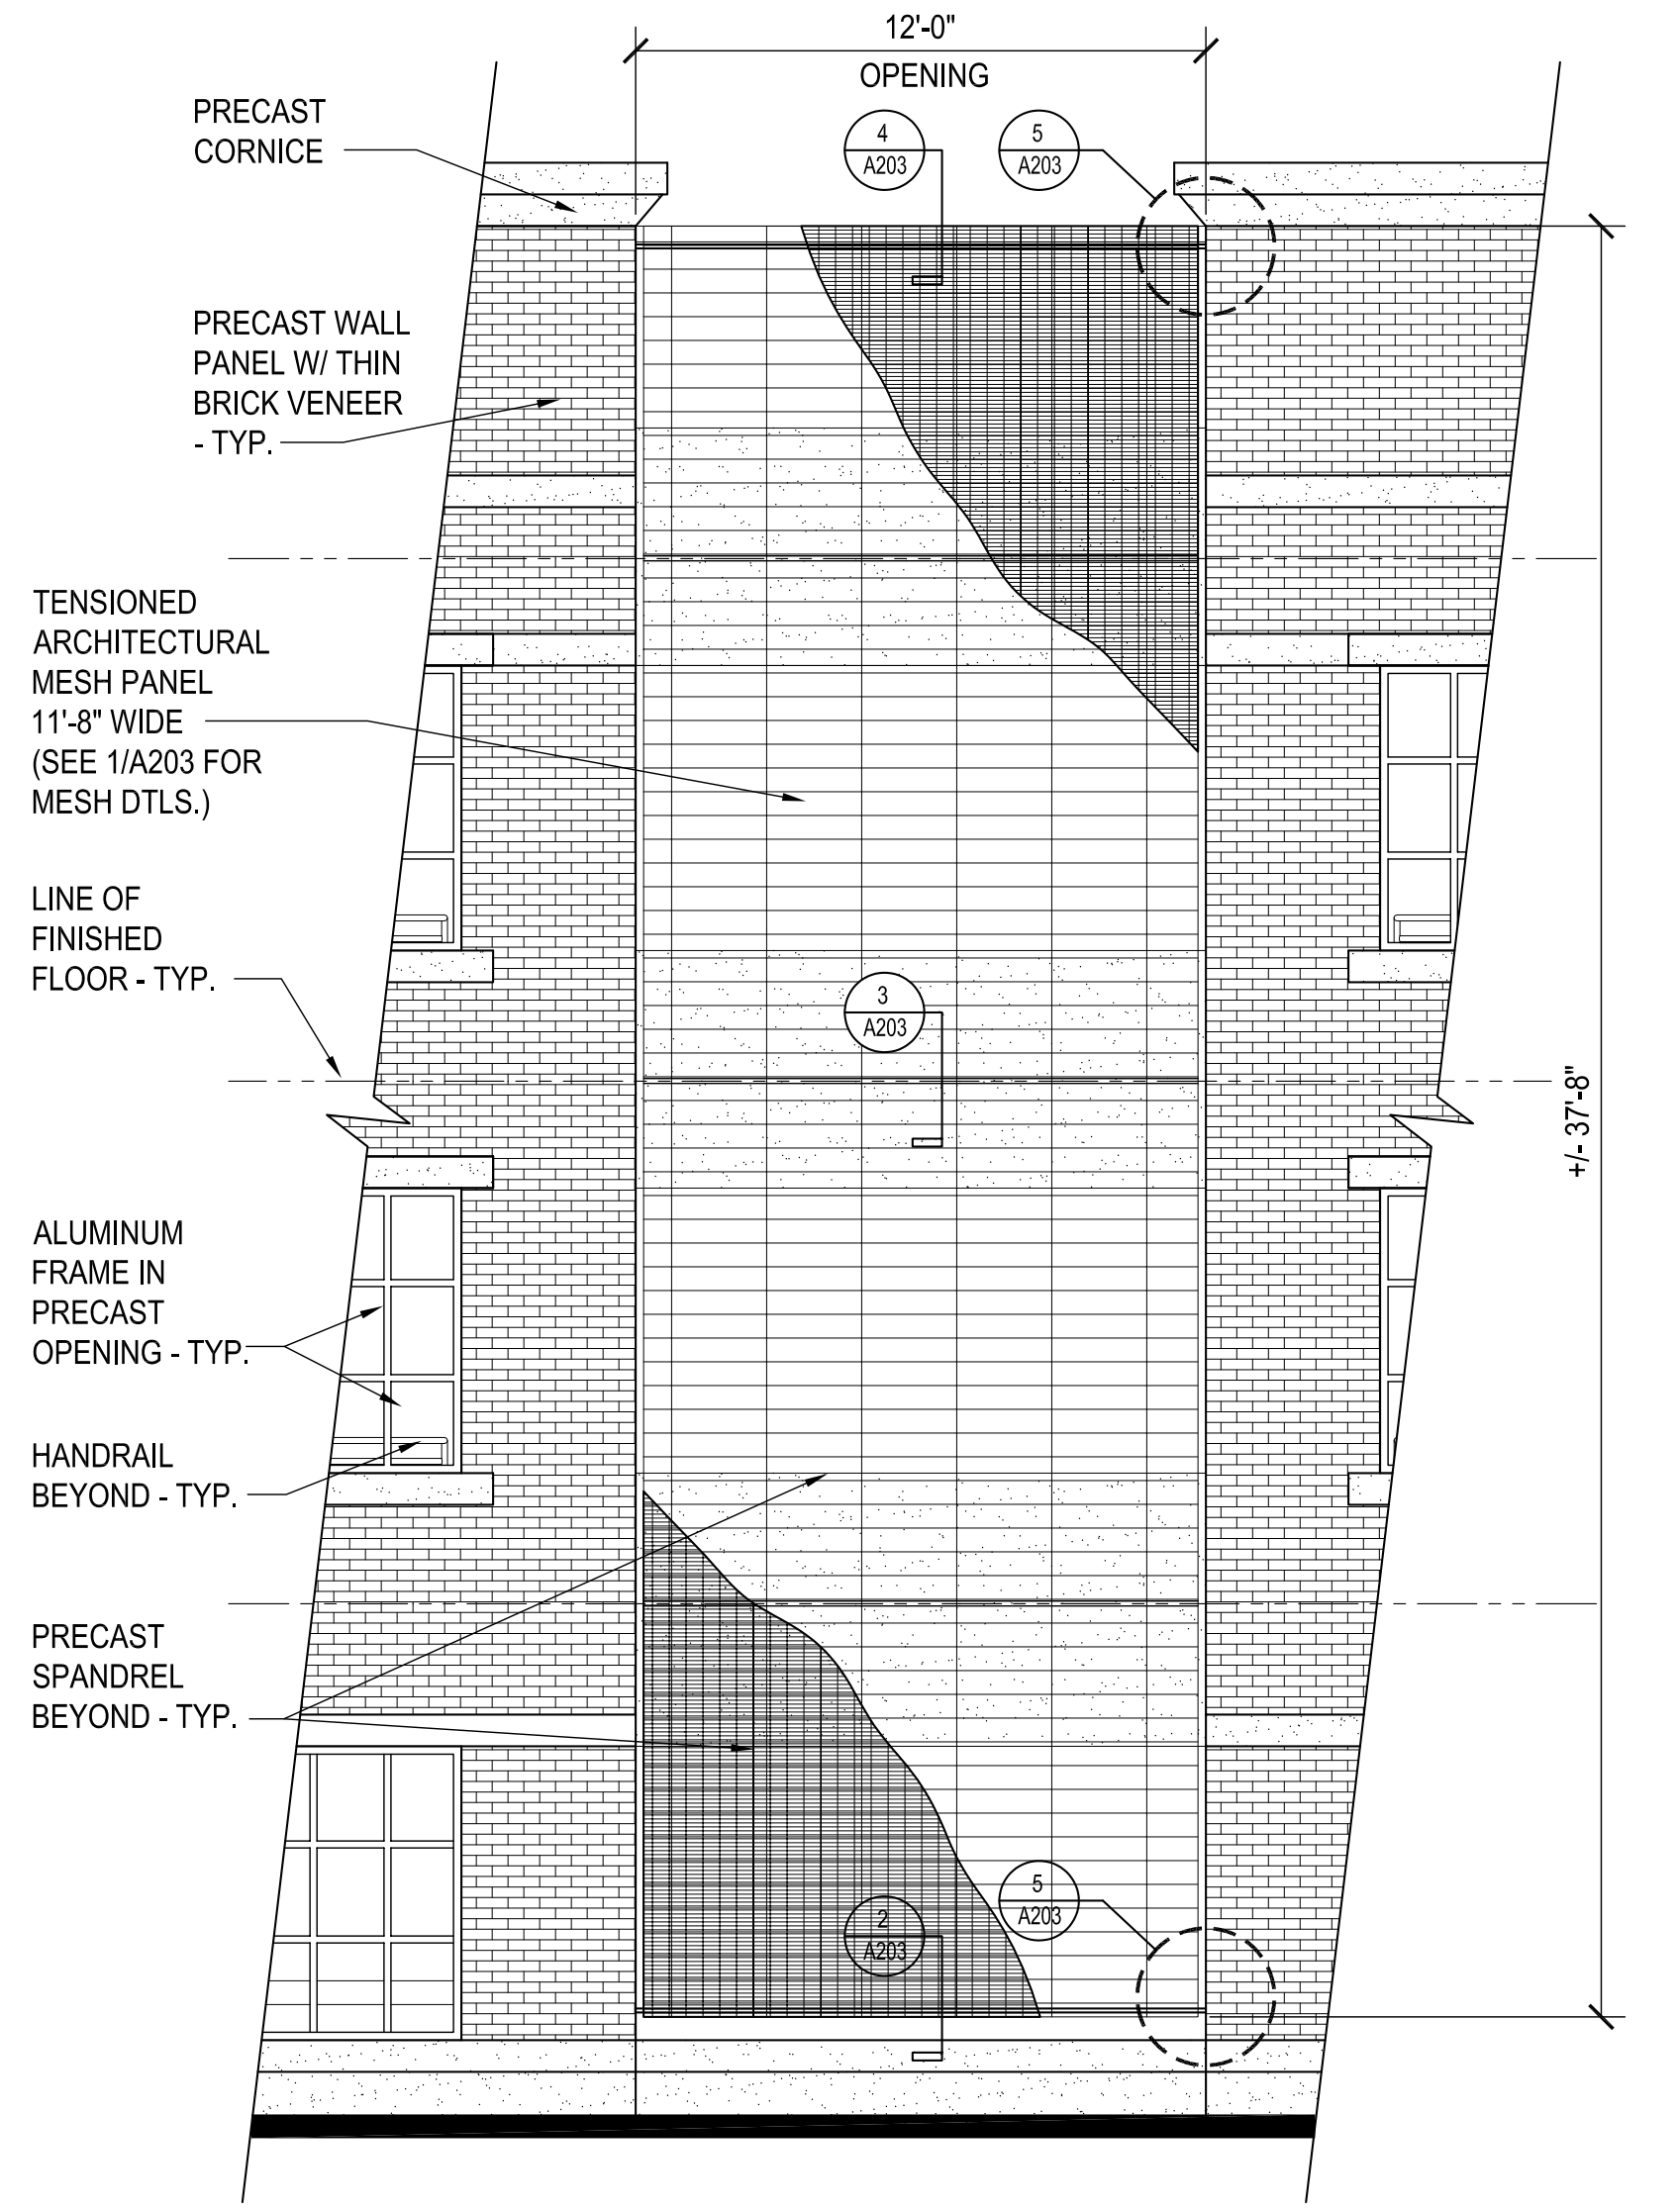 12'-0"
OPENING
4
A203
5
A203
PRECAST
CORNICE
PRECAST WALL
PANEL W/ THIN
BRICK VENEER
- TYP.
TENSIONED
ARCHITECTURAL
MESH PANEL
11'-8" WIDE
(SEE 1/A203 FOR
MESH DTLS.)
LINE OF
FINISHED
FLOOR - TYP.
3
A203
+/- 37'-8"
ALUMINUM
FRAME IN
PRECAST
OPENING - TYP.
HANDRAIL
BEYOND - TYP.
PRECAST
SPANDREL
BEYOND - TYP.
5
A203
2
A203